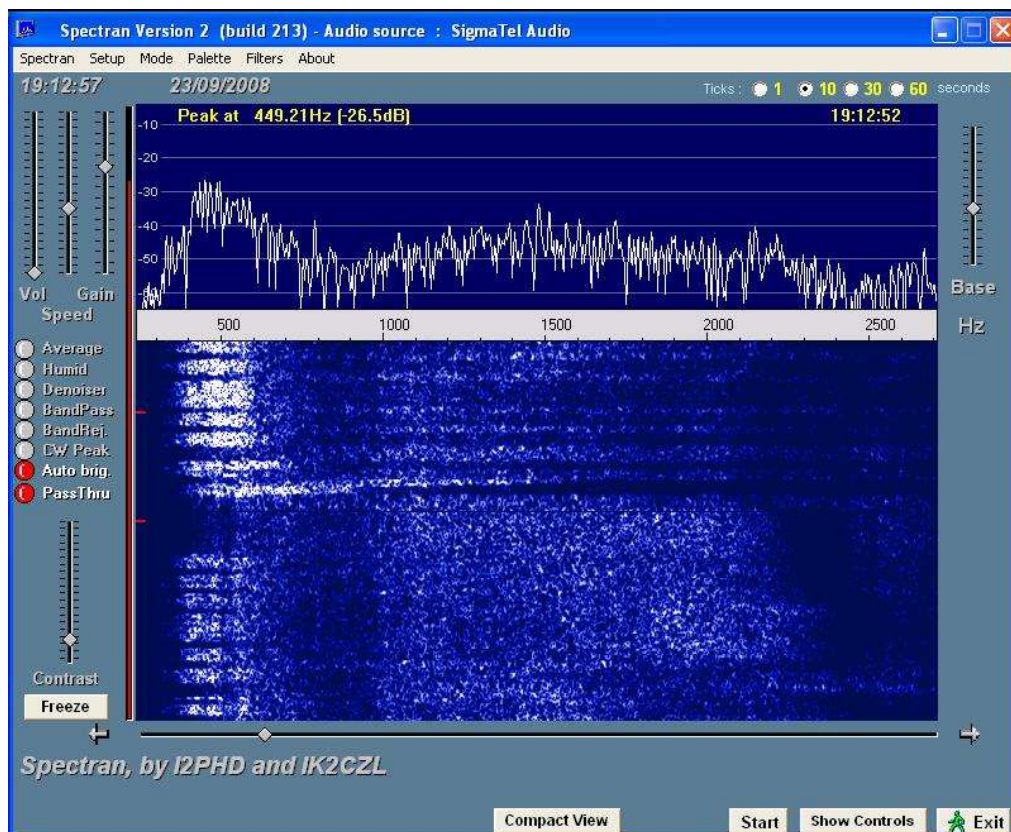 Spectran Version 2 (build 213) - Audio source : SigmaTel Audio
Spectran Setup Mode Palette Filters About
19:12:57 23/09/2008 Ticks: 1 10 30 60 seconds
Peak at 449.21Hz (-26.5dB) 19:12:52
-10
-20
-30
-40
-50
Vol Gain
Speed
Base
500 1000 1500 2000 2500
Hz
Average
Humid
Denoiser
BandPass
BandRej.
CW Peak
Auto brig.
PassThru
Contrast
Freeze
Spectran, by I2PHD and IK2CZL
Compact View Start Show Controls Exit